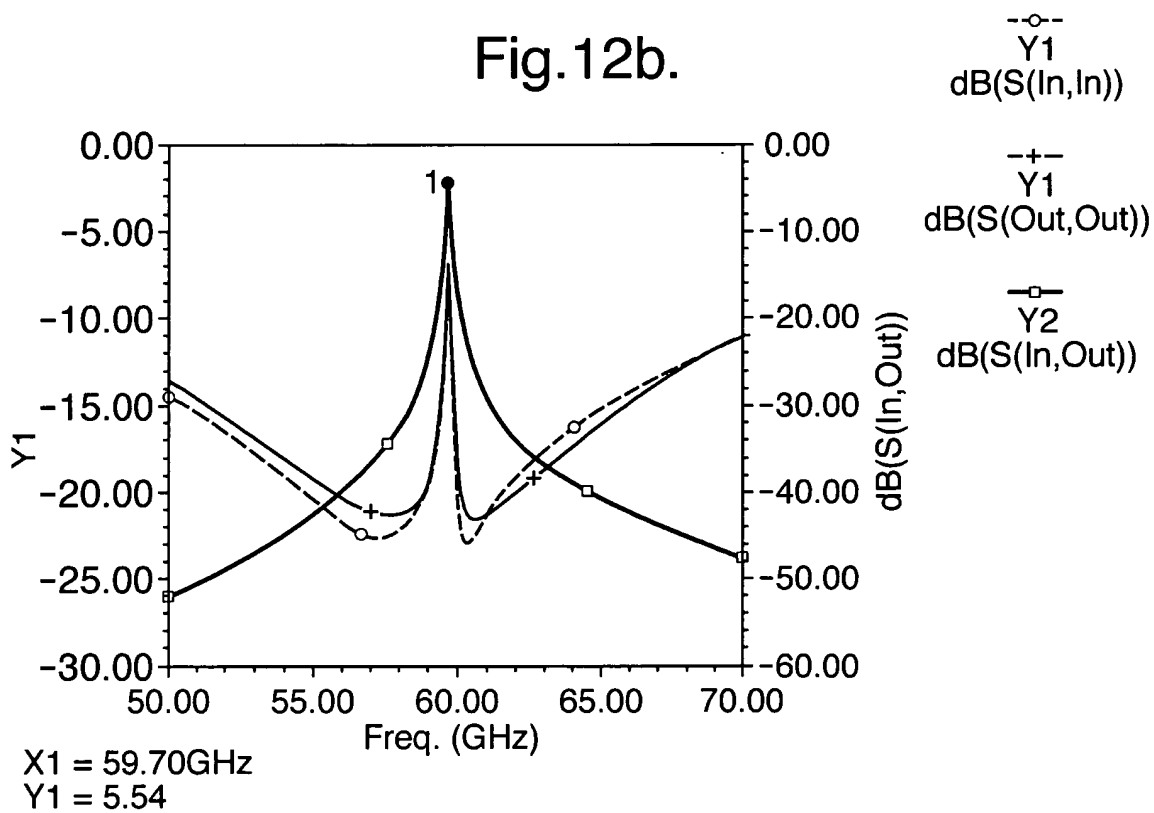 Fig.12b.
Y1
dB(S(In,In))
Y1
dB(S(Out,Out))
Y2
dB(S(In,Out))
0.00
−5.00
−10.00
−15.00
−20.00
−25.00
−30.00
Y1
1
0.00
−10.00
−20.00
−30.00
−40.00
−50.00
−60.00
dB(S(In,Out))
50.00 55.00 60.00 65.00 70.00
Freq. (GHz)
X1 = 59.70GHz
Y1 = 5.54